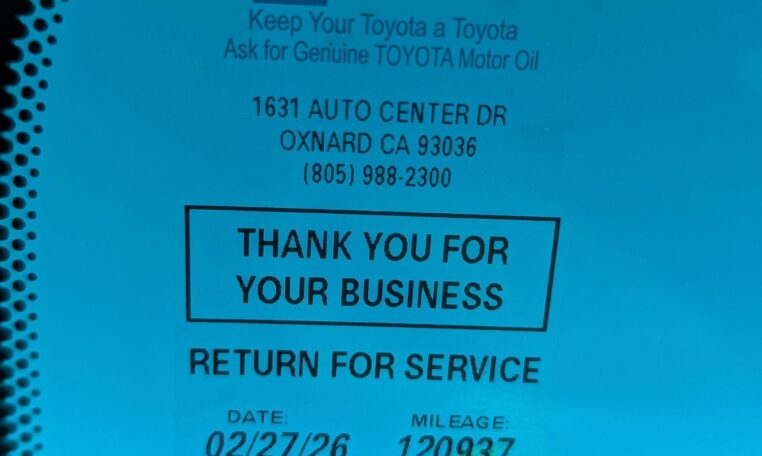 Keep Your Toyota a Toyota
Ask for Genuine TOYOTA Motor Oil
1631 AUTO CENTER DR
OXNARD CA 93036
(805) 988-2300
THANK YOU FOR
YOUR BUSINESS
RETURN FOR SERVICE
DATE: MILEAGE:
02/27/26 120937